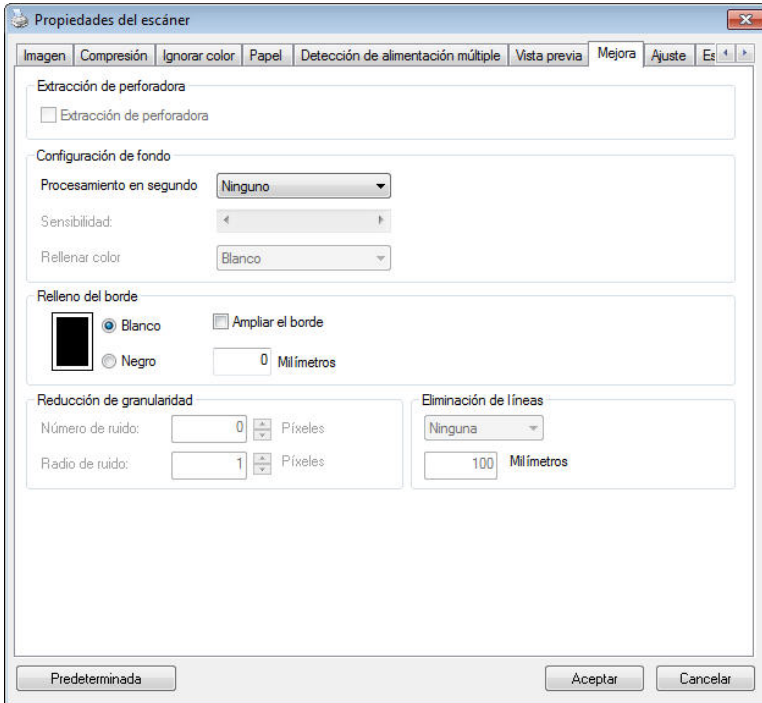 Propiedades del escáner
Imagen Compresión Ignorar color Papel Detección de alimentación múltiple Vista previa Mejora Ajuste Es
Extracción de perforadora
Extracción de perforadora
Configuración de fondo
Procesamiento en segundo Ninguno
Sensibilidad:
Rellenar color Blanco
Relleno del borde
Blanco Ampliar el borde
Negro 0 Milímetros
Reducción de granularidad
Número de ruido: 0 Píxeles
Radio de ruido: 1 Píxeles
Eliminación de líneas
Ninguna
100 Milímetros
Predeterminada Aceptar Cancelar